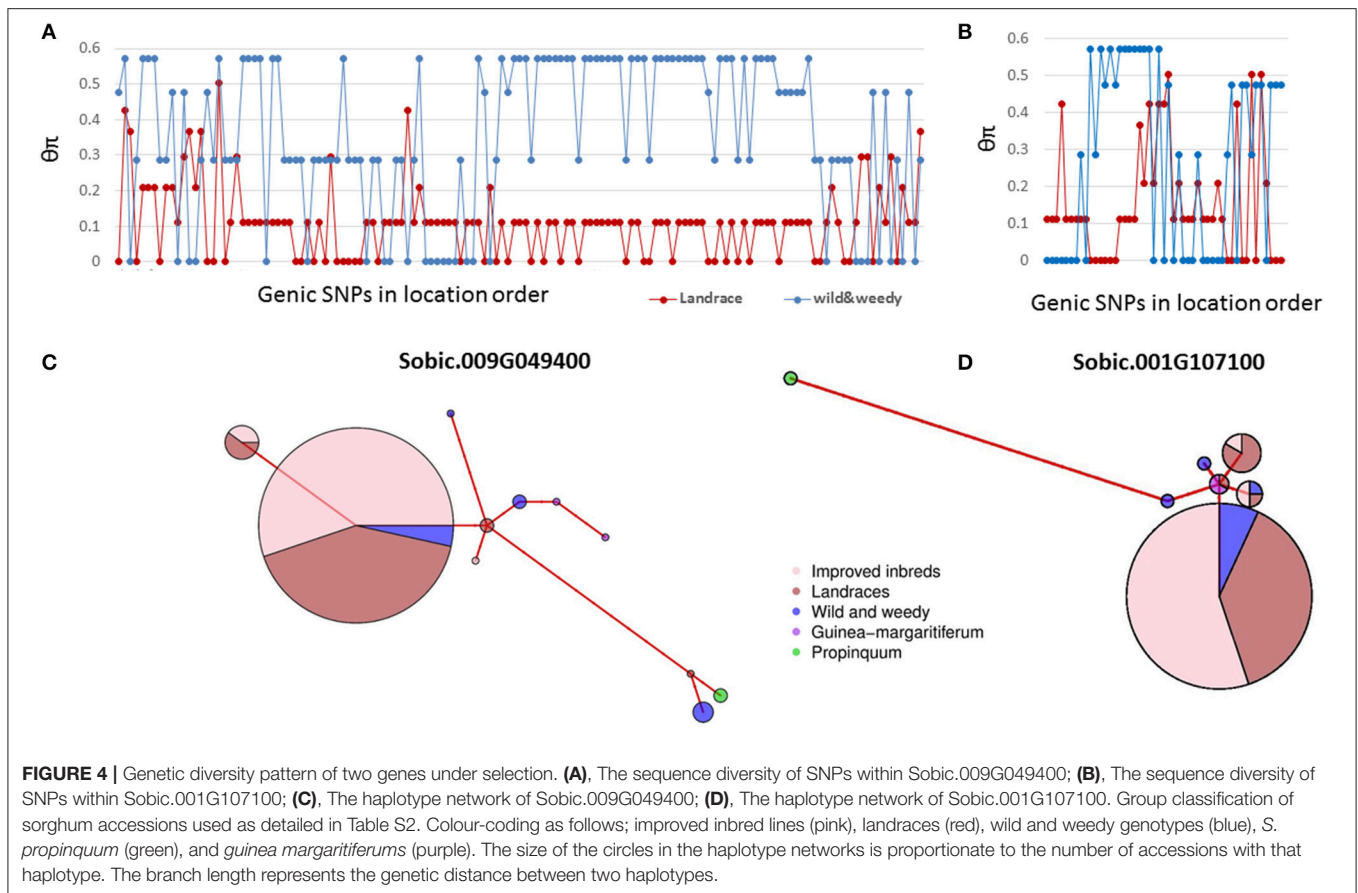 A
θπ
0.6
0.5
0.4
0.3
0.2
0.1
0
Genic SNPs in location order
Landrace
wild&weedy
B
θπ
0.6
0.5
0.4
0.3
0.2
0.1
0
Genic SNPs in location order
C
Sobic.009G049400
D
Sobic.001G107100
Improved inbreds
Landraces
Wild and weedy
Guinea−margaritiferum
Propinquum
FIGURE 4 | Genetic diversity pattern of two genes under selection. (A), The sequence diversity of SNPs within Sobic.009G049400; (B), The sequence diversity of
SNPs within Sobic.001G107100; (C), The haplotype network of Sobic.009G049400; (D), The haplotype network of Sobic.001G107100. Group classification of
sorghum accessions used as detailed in Table S2. Colour-coding as follows; improved inbred lines (pink), landraces (red), wild and weedy genotypes (blue), S.
propinquum (green), and guinea margaritiferums (purple). The size of the circles in the haplotype networks is proportionate to the number of accessions with that
haplotype. The branch length represents the genetic distance between two haplotypes.